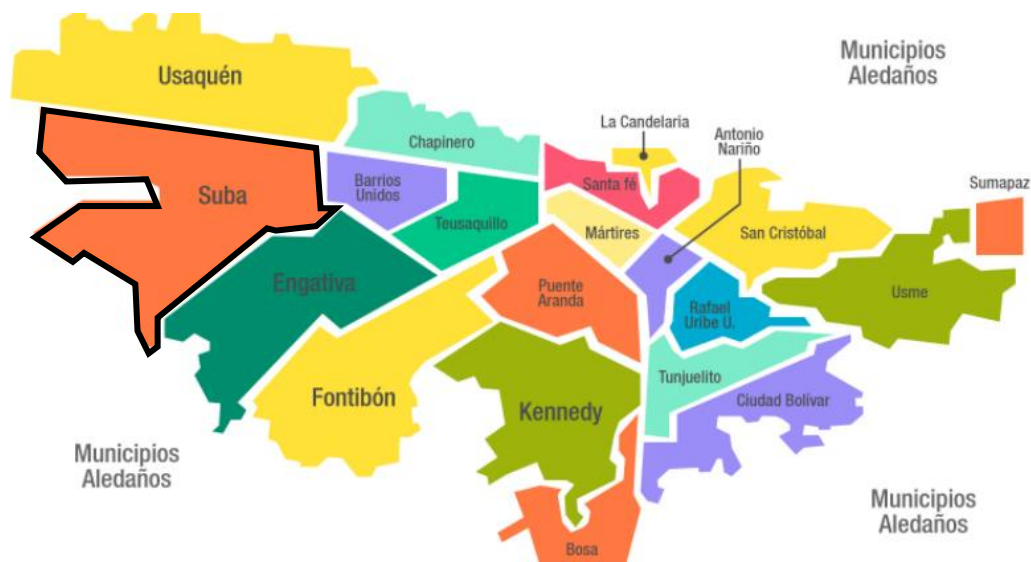 Municipios
Aledaños
Usaquén
La Candelaria
Antonio
Nariño
Chapinero
Barrios
Unidos
Santa fé
Sumapaz
Suba
Teusaquillo
Mártires
San Cristóbal
Engativa
Puente
Aranda
Usme
Rafael
Uribe U.
Fontibón
Tunjuelito
Kennedy
Ciudad Bolívar
Municipios
Aledaños
Municipios
Aledaños
Bosa